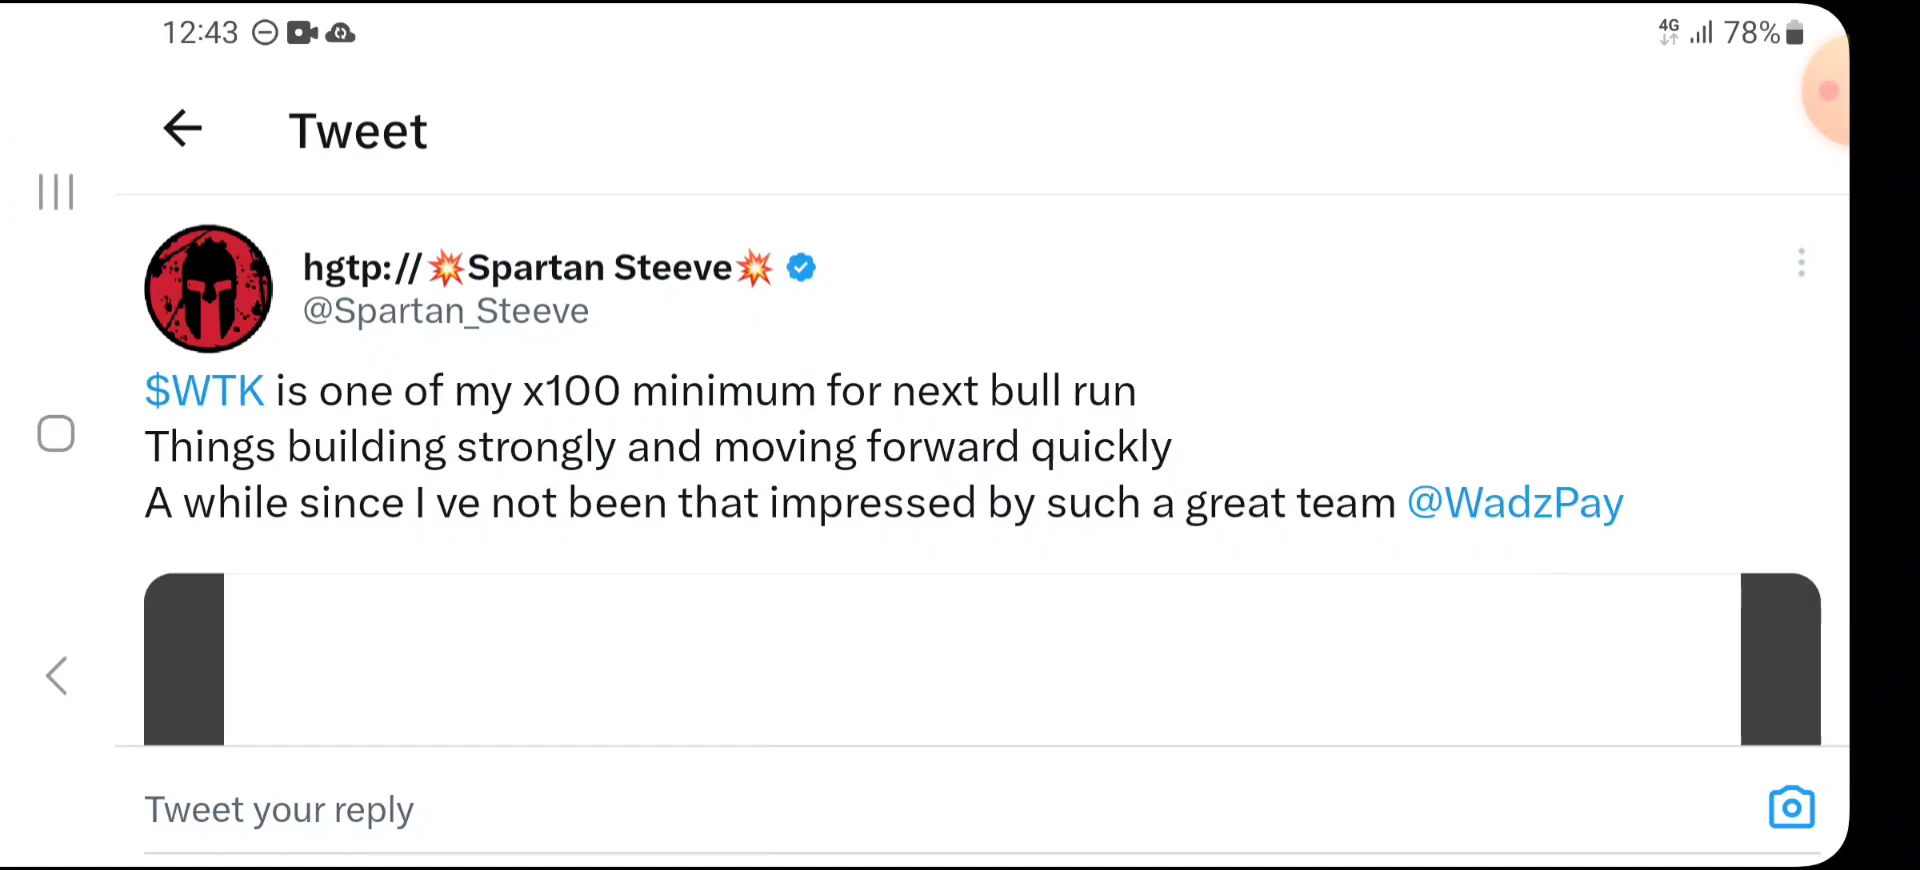 12:43 4G 78%
Tweet
hgtp://💥Spartan Steeve💥
@Spartan_Steeve
$WTK is one of my x100 minimum for next bull run
Things building strongly and moving forward quickly
A while since I ve not been that impressed by such a great team @WadzPay
Tweet your reply